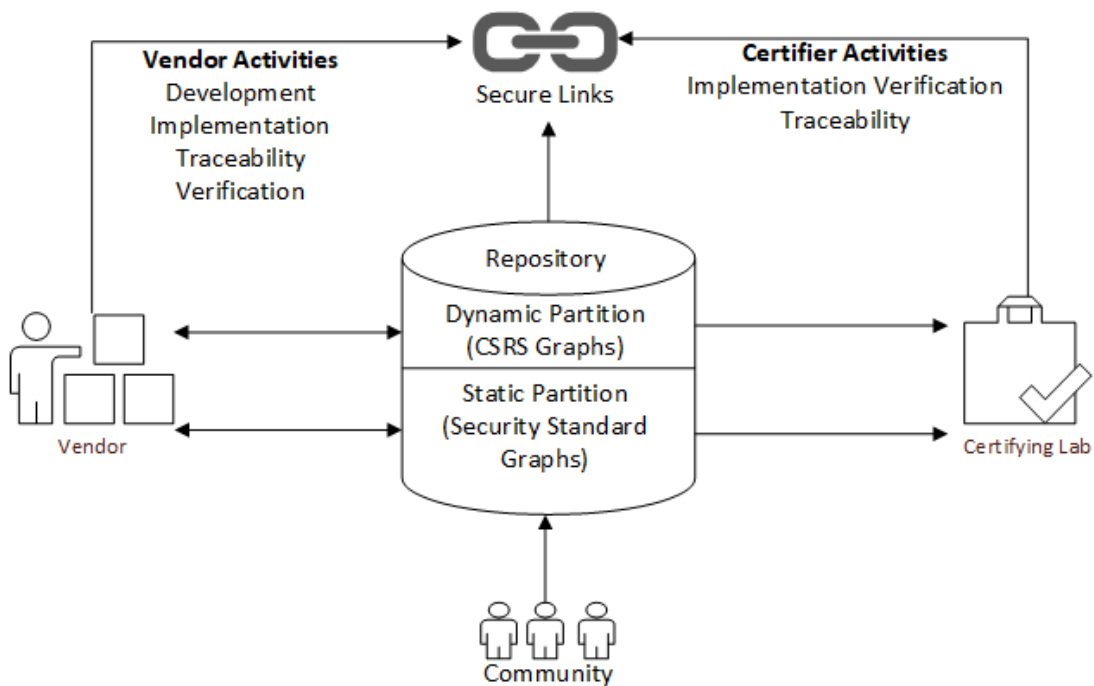 Vendor Activities
Development
Implementation
Traceability
Verification
Secure Links
Certifier Activities
Implementation Verification
Traceability
Repository
Dynamic Partition
(CSRS Graphs)
Static Partition
(Security Standard
Graphs)
Vendor
Certifying Lab
Community